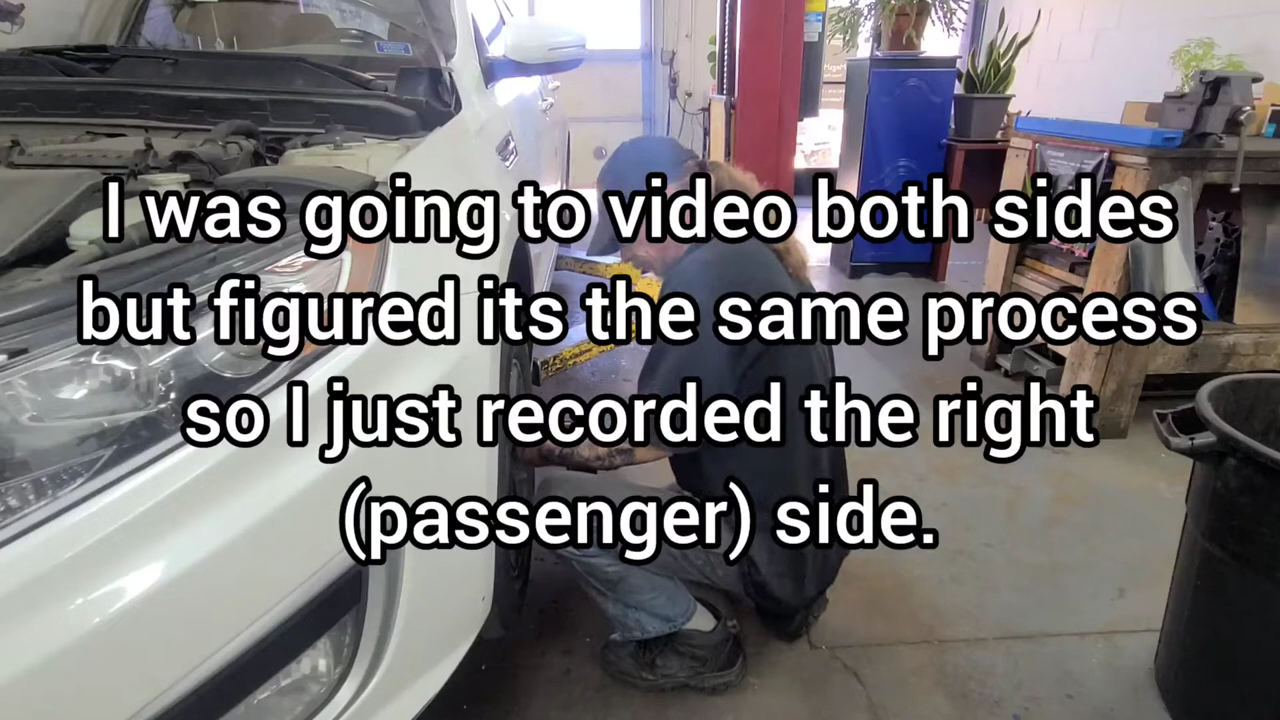 I was going to video both sides
but figured its the same process
so I just recorded the right
(passenger) side.